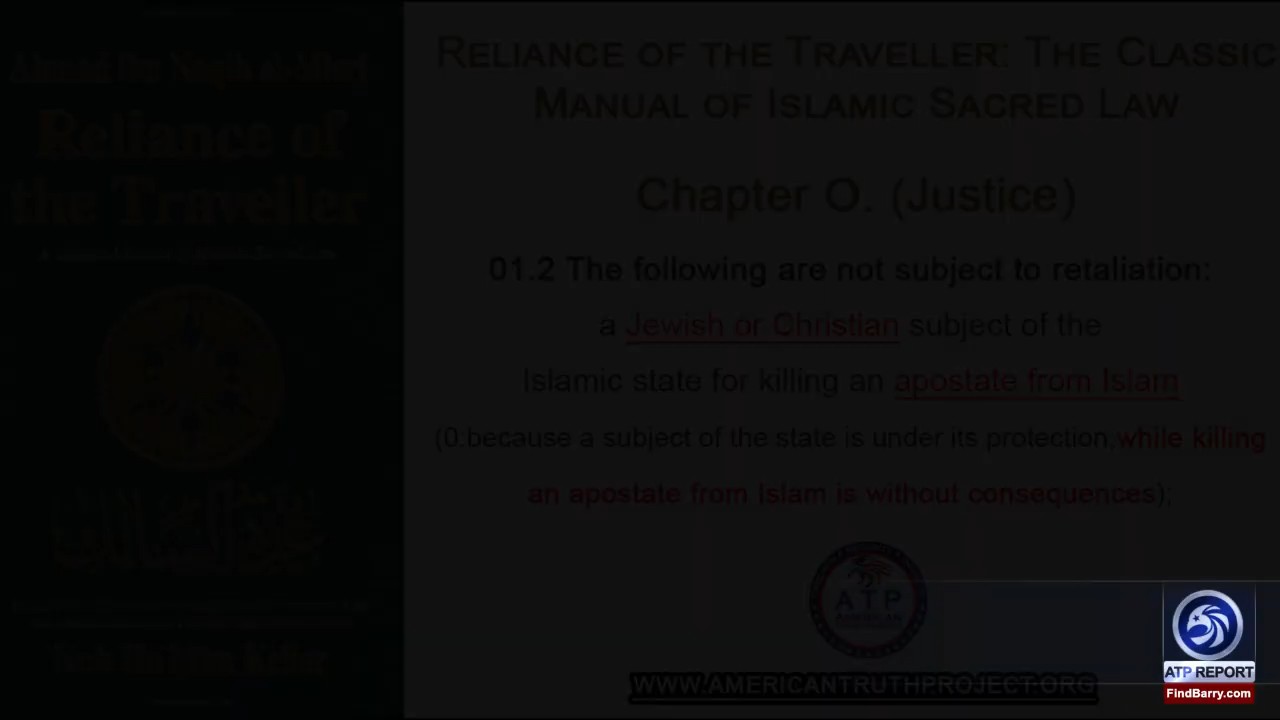 Reliance of
the Traveller
RELIANCE OF THE TRAVELLER: THE CLASSIC
MANUAL OF ISLAMIC SACRED LAW
Chapter O. (Justice)
01.2 The following are not subject to retaliation:
a Jewish or Christian subject of the
Islamic state for killing an apostate from Islam
(0:because a subject of the state is under its protection, while killing
an apostate from Islam is without consequences);
ATP
WWW.AMERICANTRUTHPROJECT.ORG
ATP REPORT
FindBarry.com